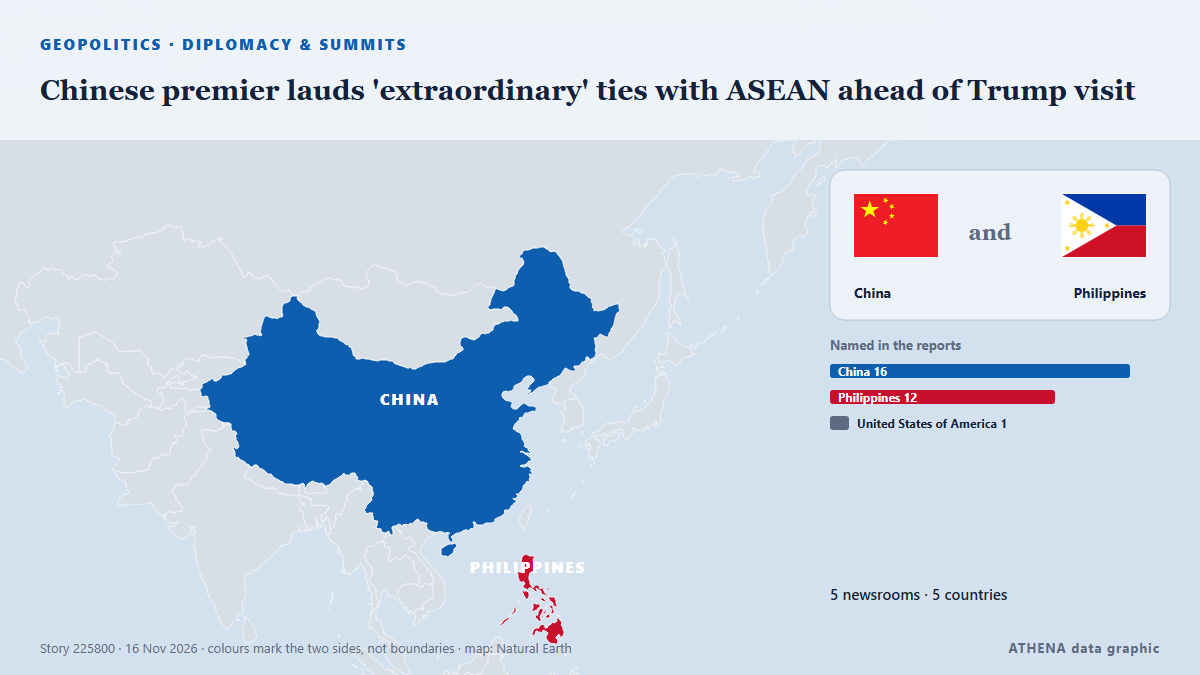 GEOPOLITICS · DIPLOMACY & SUMMITS
Chinese premier lauds 'extraordinary' ties with ASEAN ahead of Trump visit
and
China
Philippines
Named in the reports
China 16
Philippines 12
United States of America 1
CHINA
PHILIPPINES
5 newsrooms · 5 countries
Story 225800 · 16 Nov 2026 · colours mark the two sides, not boundaries · map: Natural Earth
ATHENA data graphic